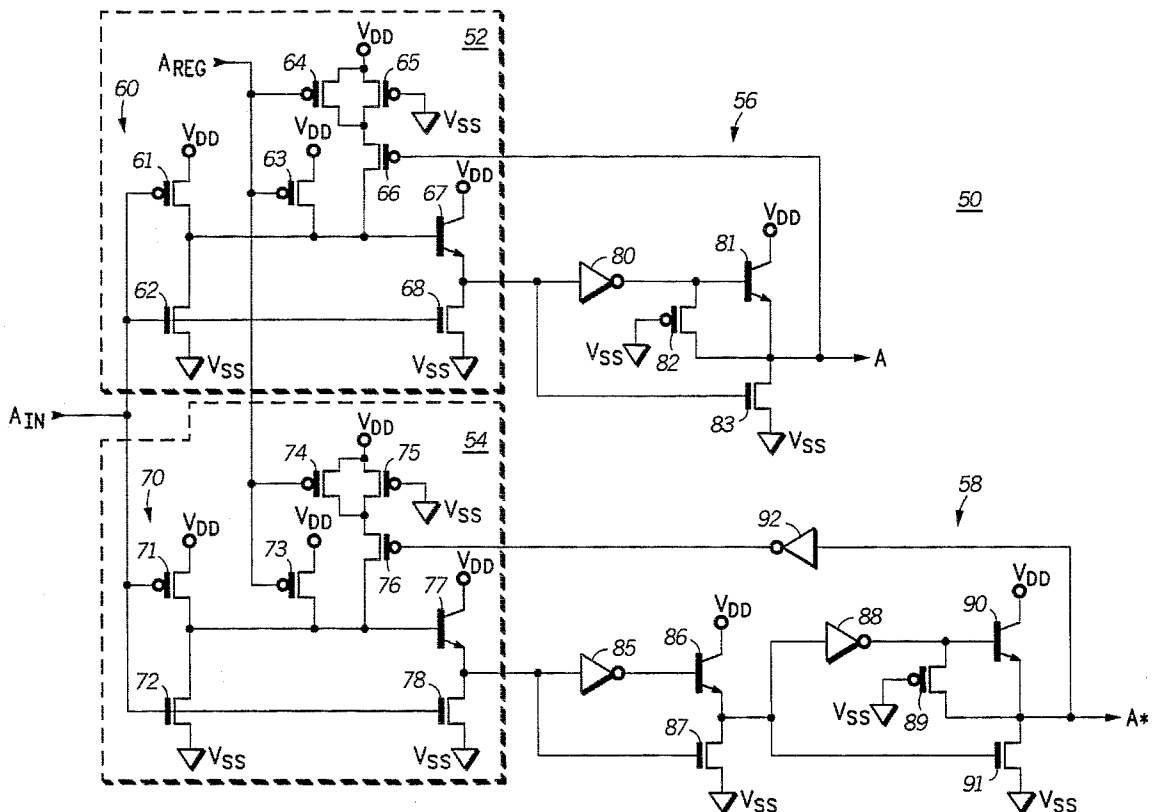 V_DD
52
A_REG
64
65
60
V_SS
56
V_DD
V_DD
61
63
66
V_DD
50
67
V_DD
81
80
62
68
V_SS
82
A
V_SS
V_SS
83
A_IN
V_SS
V_DD
54
74
75
70
V_SS
58
V_DD
V_DD
92
71
73
76
V_DD
V_DD
77
V_DD
90
86
88
85
72
78
V_SS
89
A*
87
V_SS
V_SS
91
V_SS
V_SS